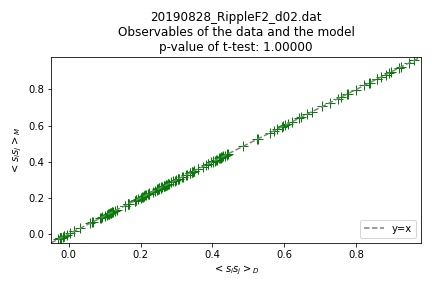 20190828_RippleF2_d02.dat
Observables of the data and the model
p-value of t-test: 1.00000
< s_i s_j >_M
0.8
0.6
0.4
0.2
0.0
y=x
0.0 0.2 0.4 0.6 0.8
< s_i s_j >_D